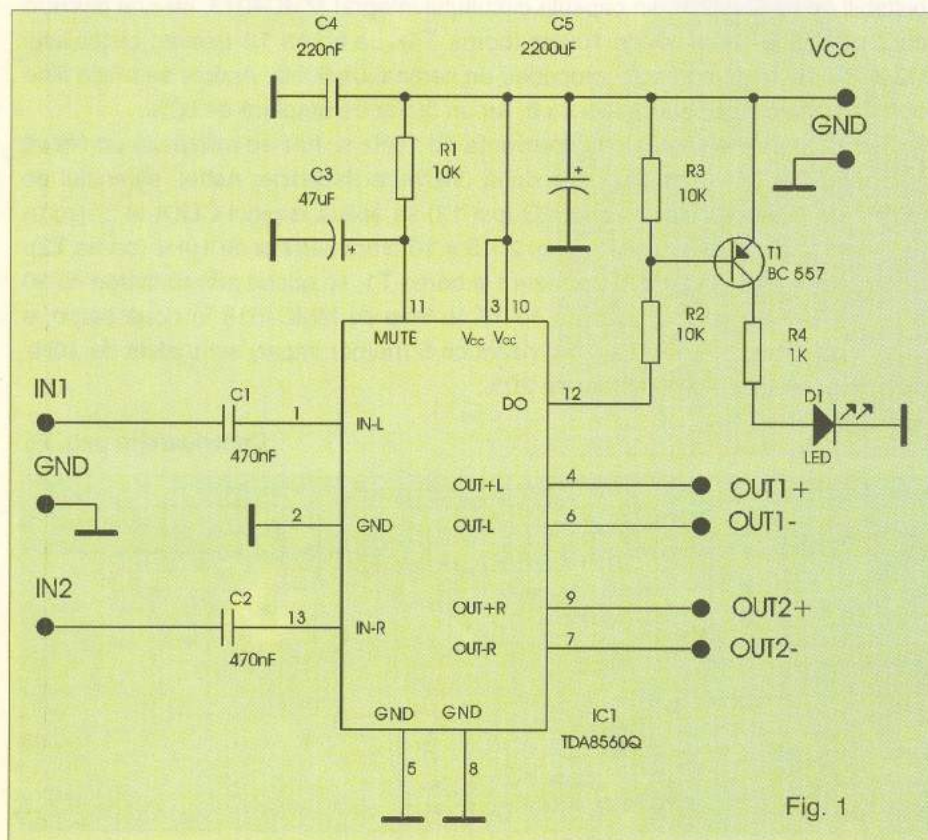 C4
220nF
C5
2200uF
Vcc
GND
R1
10K
C3
47uF
+
+
R3
10K
T1
BC 557
R2
10K
R4
1K
D1
LED
11
3
10
MUTE
Vcc
Vcc
12
DO
IN1
C1
470nF
1
IN-L
GND
2
GND
IN2
C2
470nF
13
IN-R
OUT+L
4
OUT1+
OUT-L
6
OUT1-
OUT+R
9
OUT2+
OUT-R
7
OUT2-
GND
GND
5
8
IC1
TDA8560Q
Fig. 1